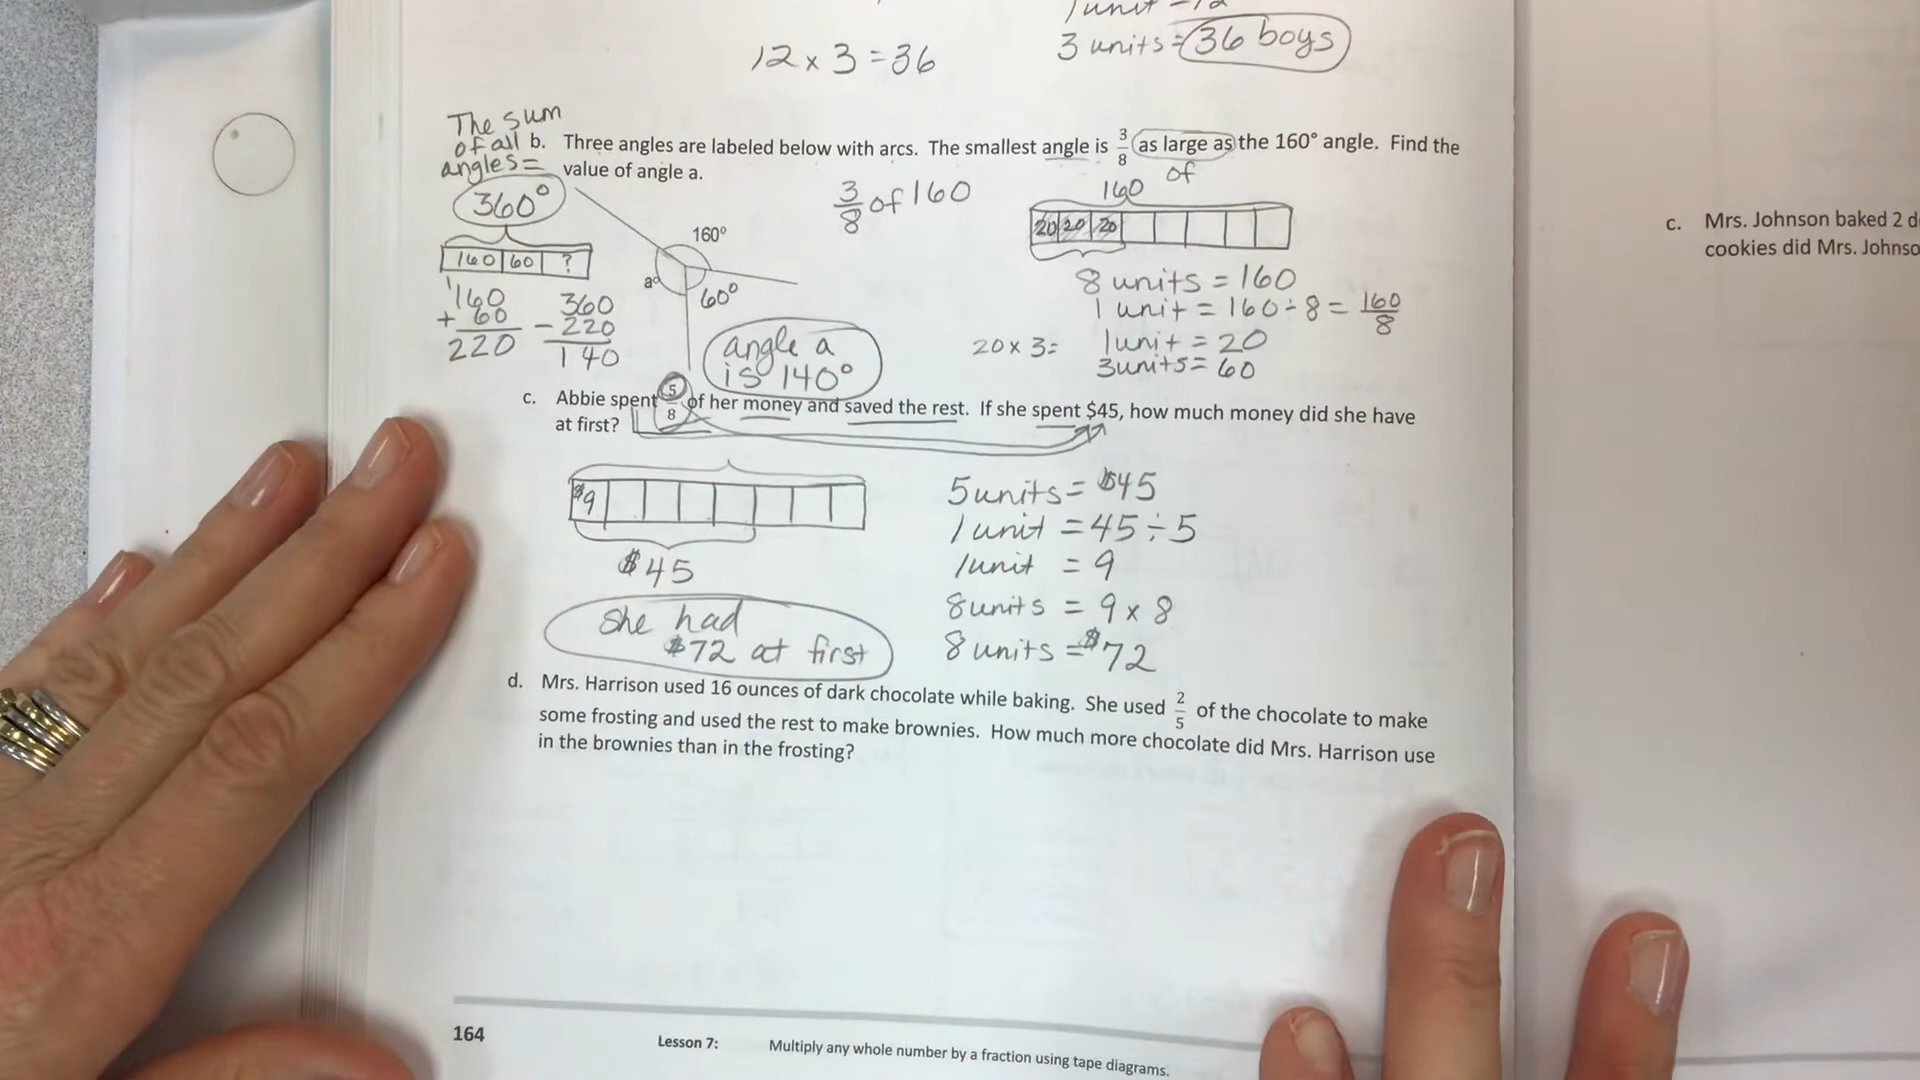 1 unit = 12
12 x 3 = 36
3 units = 36 boys
The sum
of all
angles =
360°
b. Three angles are labeled below with arcs. The smallest angle is 3/8 as large as the 160° angle. Find the
value of angle a.
of
3/8 of 160
160
20 20 20
160 60 ?
160°
a°
60°
1
160
+ 60
220
360
- 220
140
angle a
is 140°
8 units = 160
1 unit = 160 ÷ 8 = 160/8
20 x 3 =
1 unit = 20
3 units = 60
c. Abbie spent 5/8 of her money and saved the rest. If she spent $45, how much money did she have
at first?
$9
$45
she had
$72 at first
5 units = $45
1 unit = 45 ÷ 5
1 unit = 9
8 units = 9 x 8
8 units = $72
d. Mrs. Harrison used 16 ounces of dark chocolate while baking. She used 2/5 of the chocolate to make
some frosting and used the rest to make brownies. How much more chocolate did Mrs. Harrison use
in the brownies than in the frosting?
164
Lesson 7: Multiply any whole number by a fraction using tape diagrams.
c. Mrs. Johnson baked 2 d
cookies did Mrs. Johnso